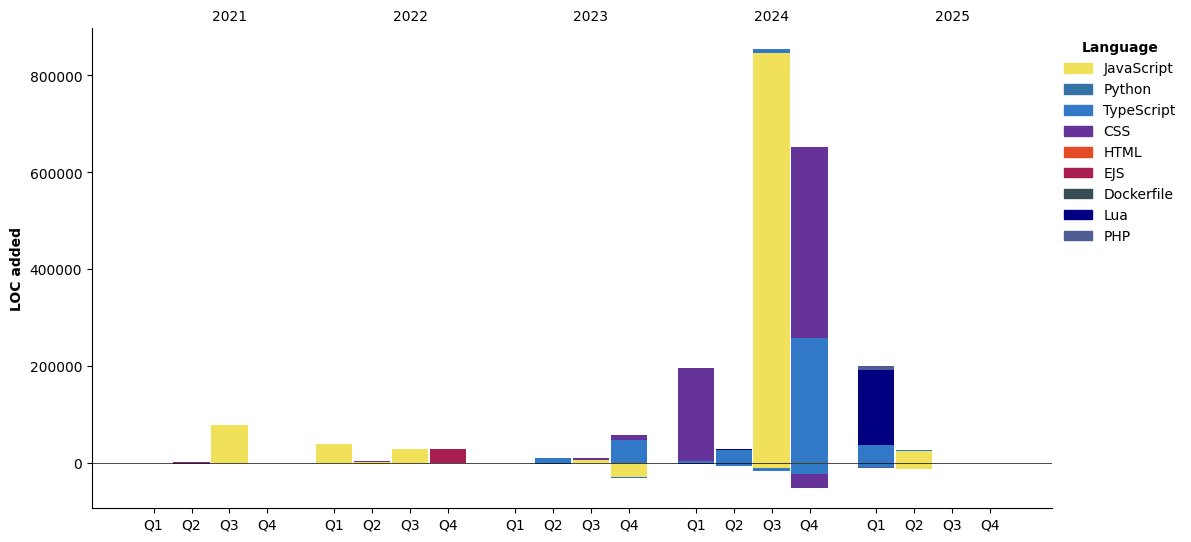 2021 2022 2023 2024 2025
Language
JavaScript
Python
TypeScript
CSS
HTML
EJS
Dockerfile
Lua
PHP
LOC added
800000
600000
400000
200000
0
Q1 Q2 Q3 Q4 Q1 Q2 Q3 Q4 Q1 Q2 Q3 Q4 Q1 Q2 Q3 Q4 Q1 Q2 Q3 Q4